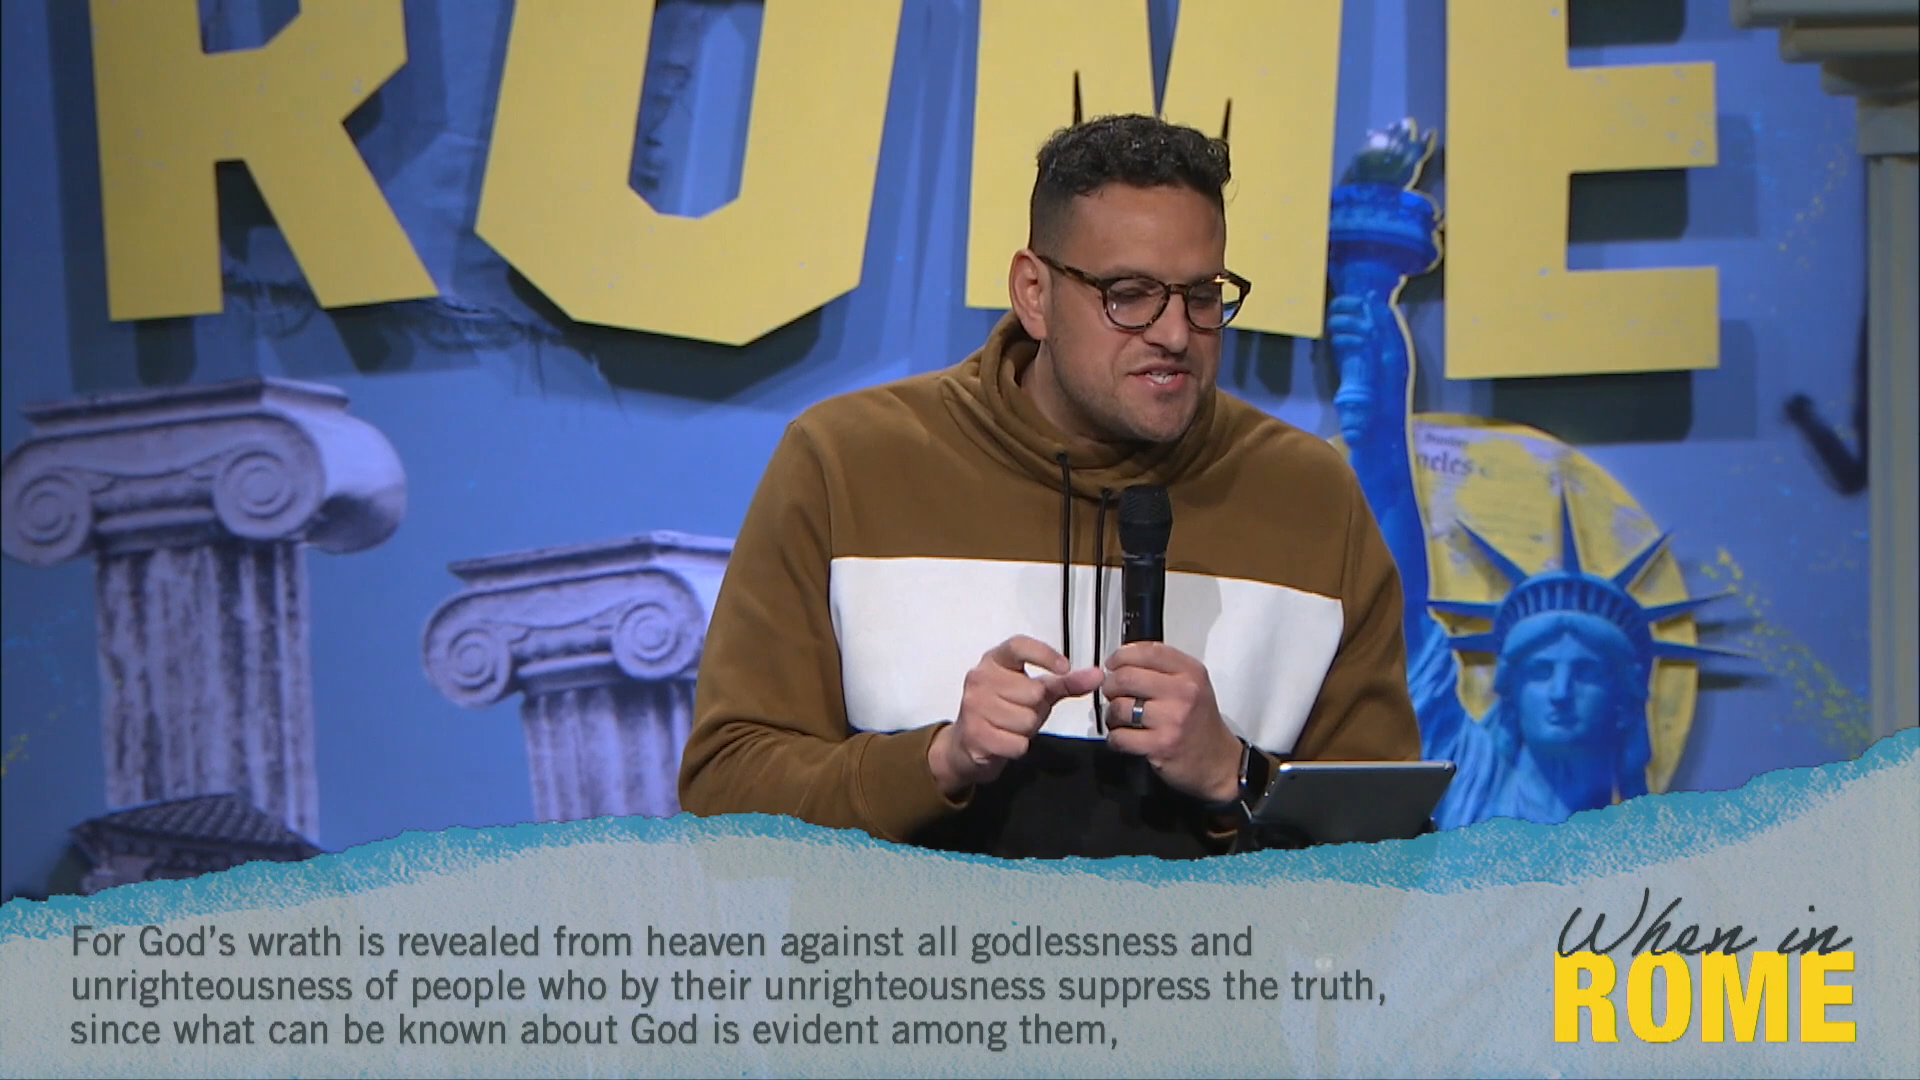 ROME
For God's wrath is revealed from heaven against all godlessness and
unrighteousness of people who by their unrighteousness suppress the truth,
since what can be known about God is evident among them,
When in
ROME